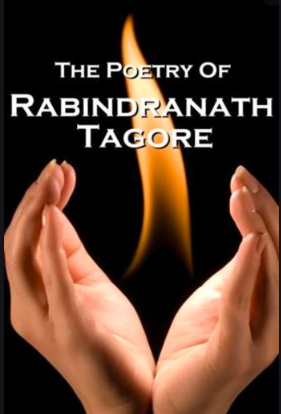 The Poetry Of
Rabindranath
Tagore